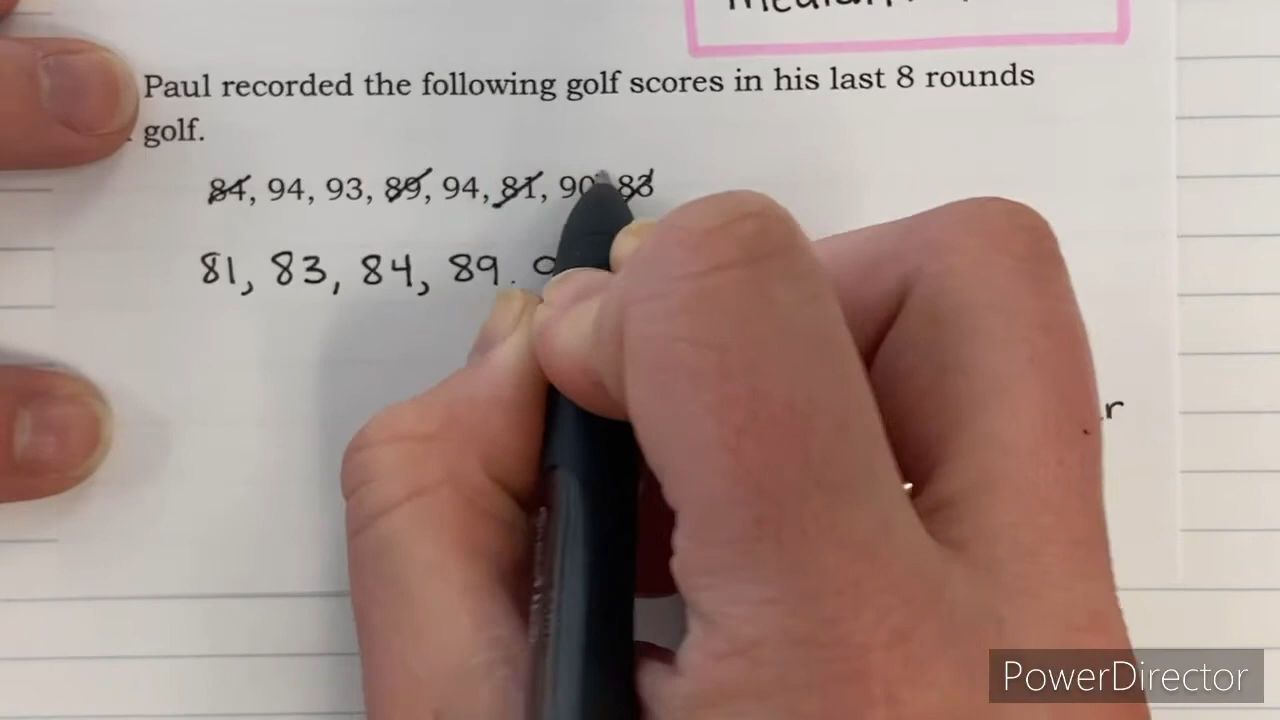 Paul recorded the following golf scores in his last 8 rounds
golf.
84, 94, 93, 89, 94, 81, 90, 83
81, 83, 84, 89, 9
r
PowerDirector